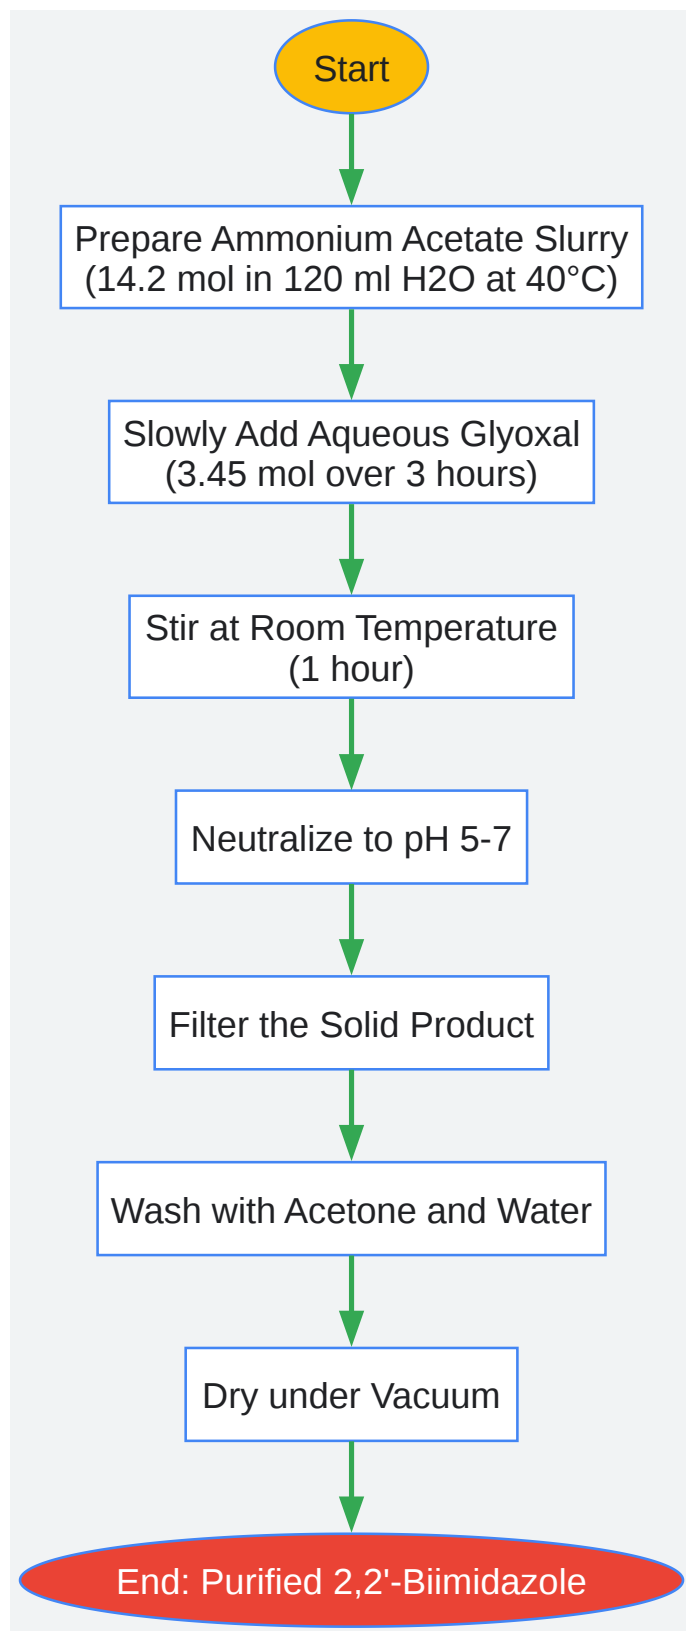 Start
Prepare Ammonium Acetate Slurry
(14.2 mol in 120 ml H2O at 40°C)
Slowly Add Aqueous Glyoxal
(3.45 mol over 3 hours)
Stir at Room Temperature
(1 hour)
Neutralize to pH 5-7
Filter the Solid Product
Wash with Acetone and Water
Dry under Vacuum
End: Purified 2,2'-Biimidazole